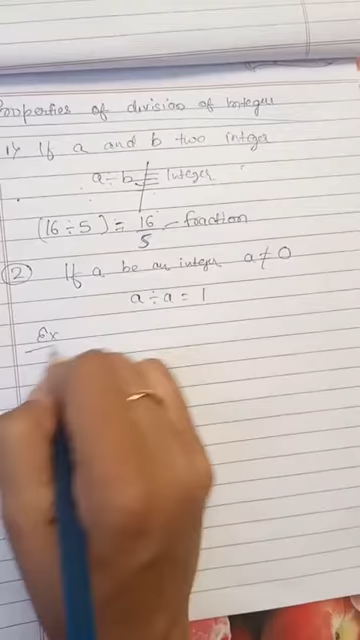 Properties of division of Integers
1) If a and b two integer
a ÷ b ≠ Integer
(16 ÷ 5) = 16/5 - fraction
② If a be an integer a ≠ 0
a ÷ a = 1
Ex